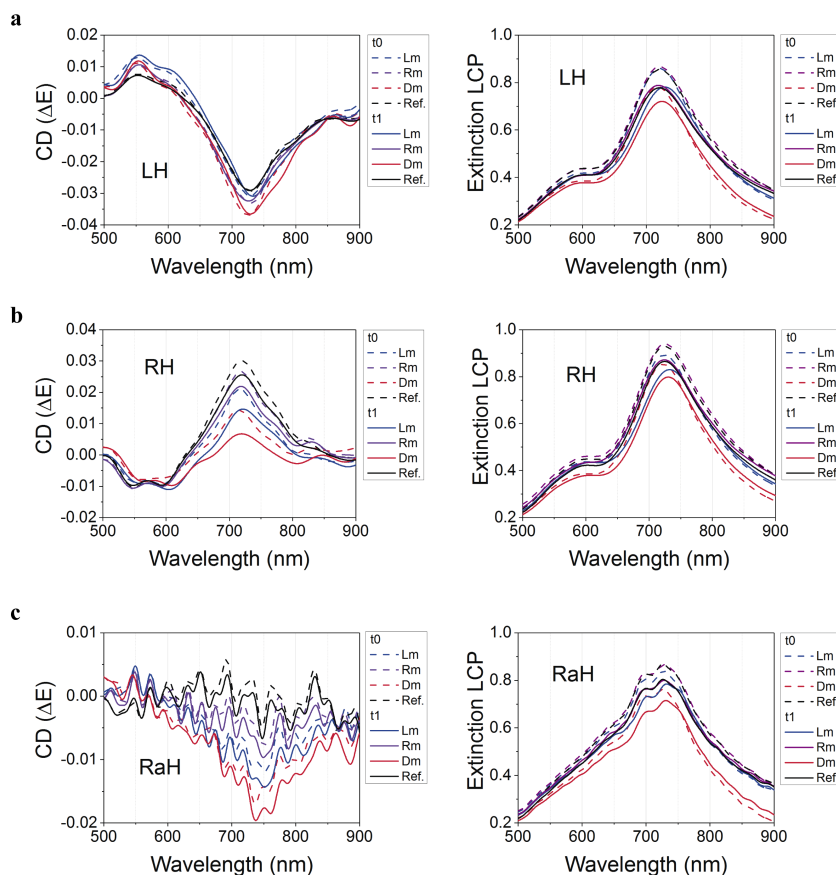 a
CD (ΔE)
0.02
0.01
0.00
-0.01
-0.02
-0.03
-0.04
LH
500 600 700 800 900
Wavelength (nm)
t0
Lm
Rm
Dm
Ref.
t1
Lm
Rm
Dm
Ref.
Extinction LCP
1.0
0.8
0.6
0.4
0.2
LH
500 600 700 800 900
Wavelength (nm)
t0
Lm
Rm
Dm
Ref.
t1
Lm
Rm
Dm
Ref.
b
CD (ΔE)
0.04
0.03
0.02
0.01
0.00
-0.01
-0.02
RH
500 600 700 800 900
Wavelength (nm)
t0
Lm
Rm
Dm
Ref.
t1
Lm
Rm
Dm
Ref.
Extinction LCP
1.0
0.8
0.6
0.4
0.2
RH
500 600 700 800 900
Wavelength (nm)
t0
Lm
Rm
Dm
Ref.
t1
Lm
Rm
Dm
Ref.
c
CD (ΔE)
0.01
0.00
-0.01
-0.02
RaH
500 600 700 800 900
Wavelength (nm)
t0
Lm
Rm
Dm
Ref.
t1
Lm
Rm
Dm
Ref.
Extinction LCP
1.0
0.8
0.6
0.4
0.2
RaH
500 600 700 800 900
Wavelength (nm)
t0
Lm
Rm
Dm
Ref.
t1
Lm
Rm
Dm
Ref.